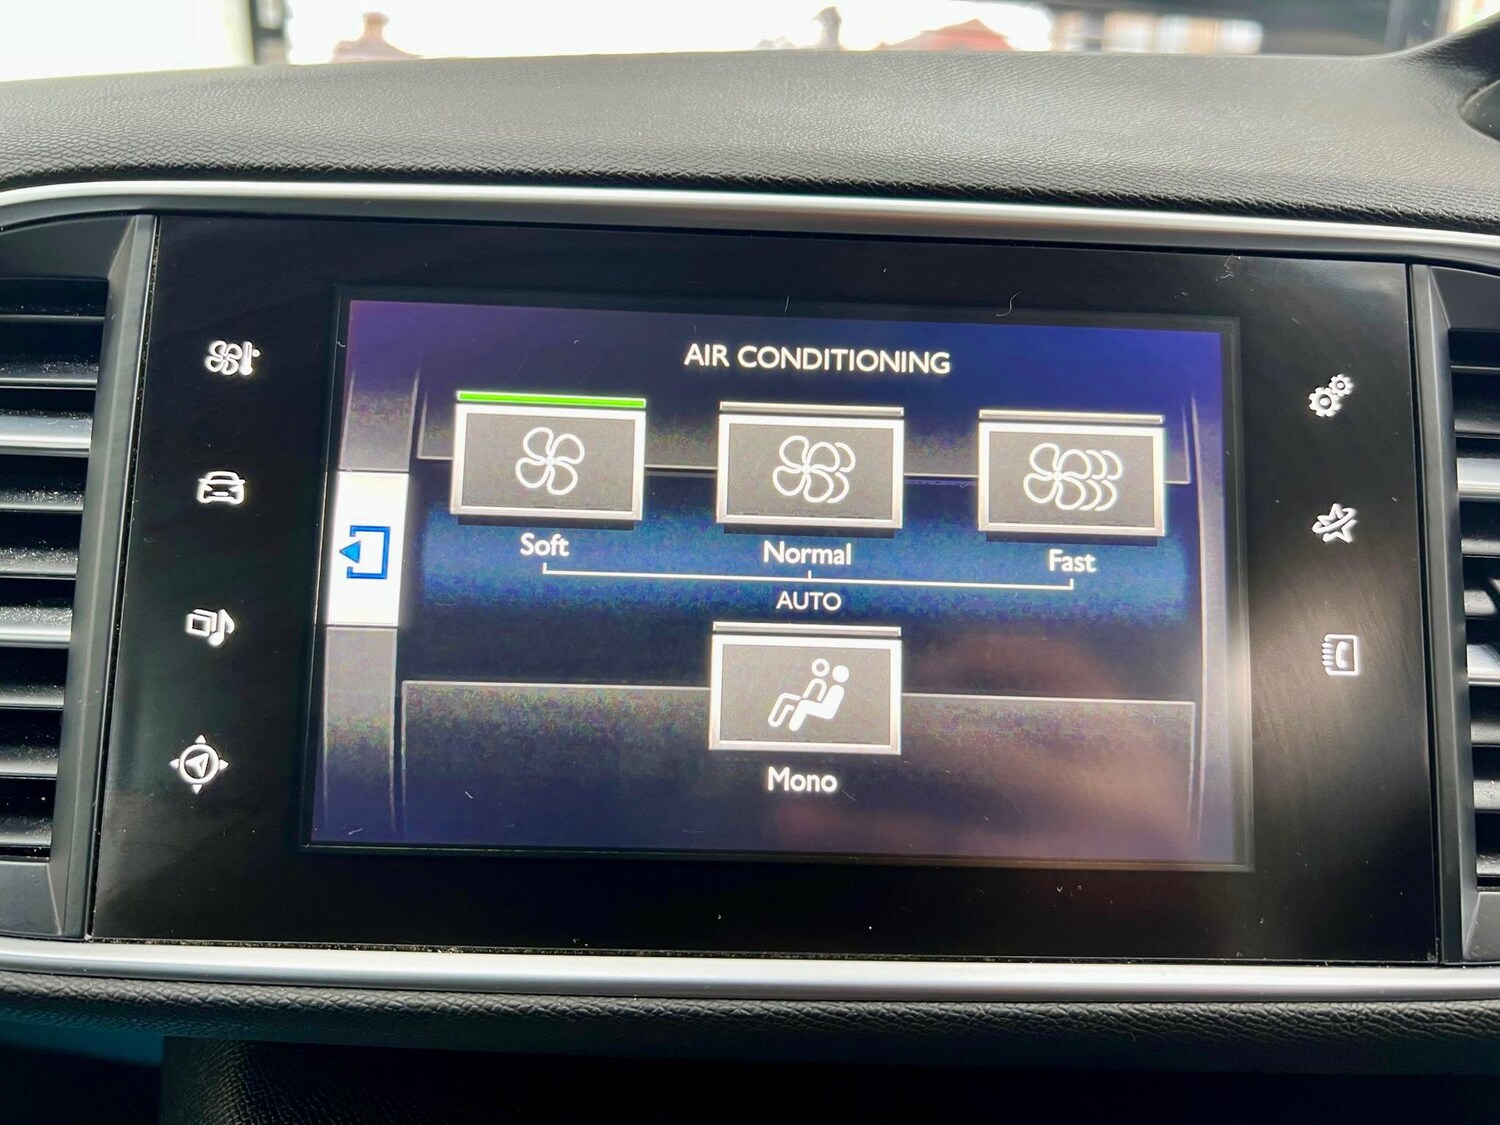 AIR CONDITIONING
Soft
Normal
Fast
AUTO
Mono